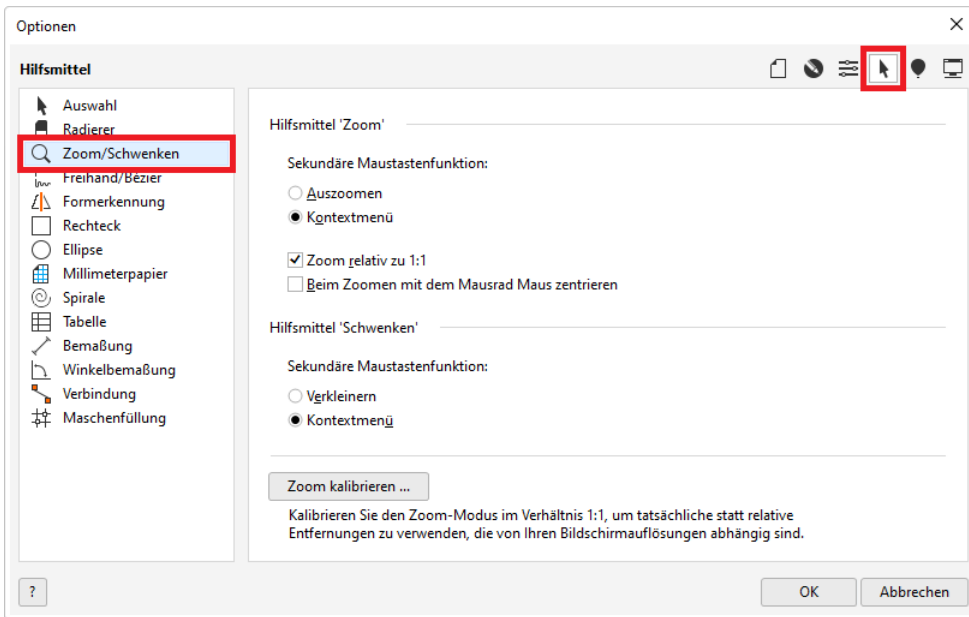 Optionen
Hilfsmittel
Auswahl
Radierer
Zoom/Schwenken
Freihand/Bézier
Formerkennung
Rechteck
Ellipse
Millimeterpapier
Spirale
Tabelle
Bemaßung
Winkelbemaßung
Verbindung
Maschenfüllung
Hilfsmittel 'Zoom'
Sekundäre Maustastenfunktion:
Auszoomen
Kontextmenü
Zoom relativ zu 1:1
Beim Zoomen mit dem Mausrad Maus zentrieren
Hilfsmittel 'Schwenken'
Sekundäre Maustastenfunktion:
Verkleinern
Kontextmenü
Zoom kalibrieren ...
Kalibrieren Sie den Zoom-Modus im Verhältnis 1:1, um tatsächliche statt relative
Entfernungen zu verwenden, die von Ihren Bildschirmauflösungen abhängig sind.
?
OK
Abbrechen